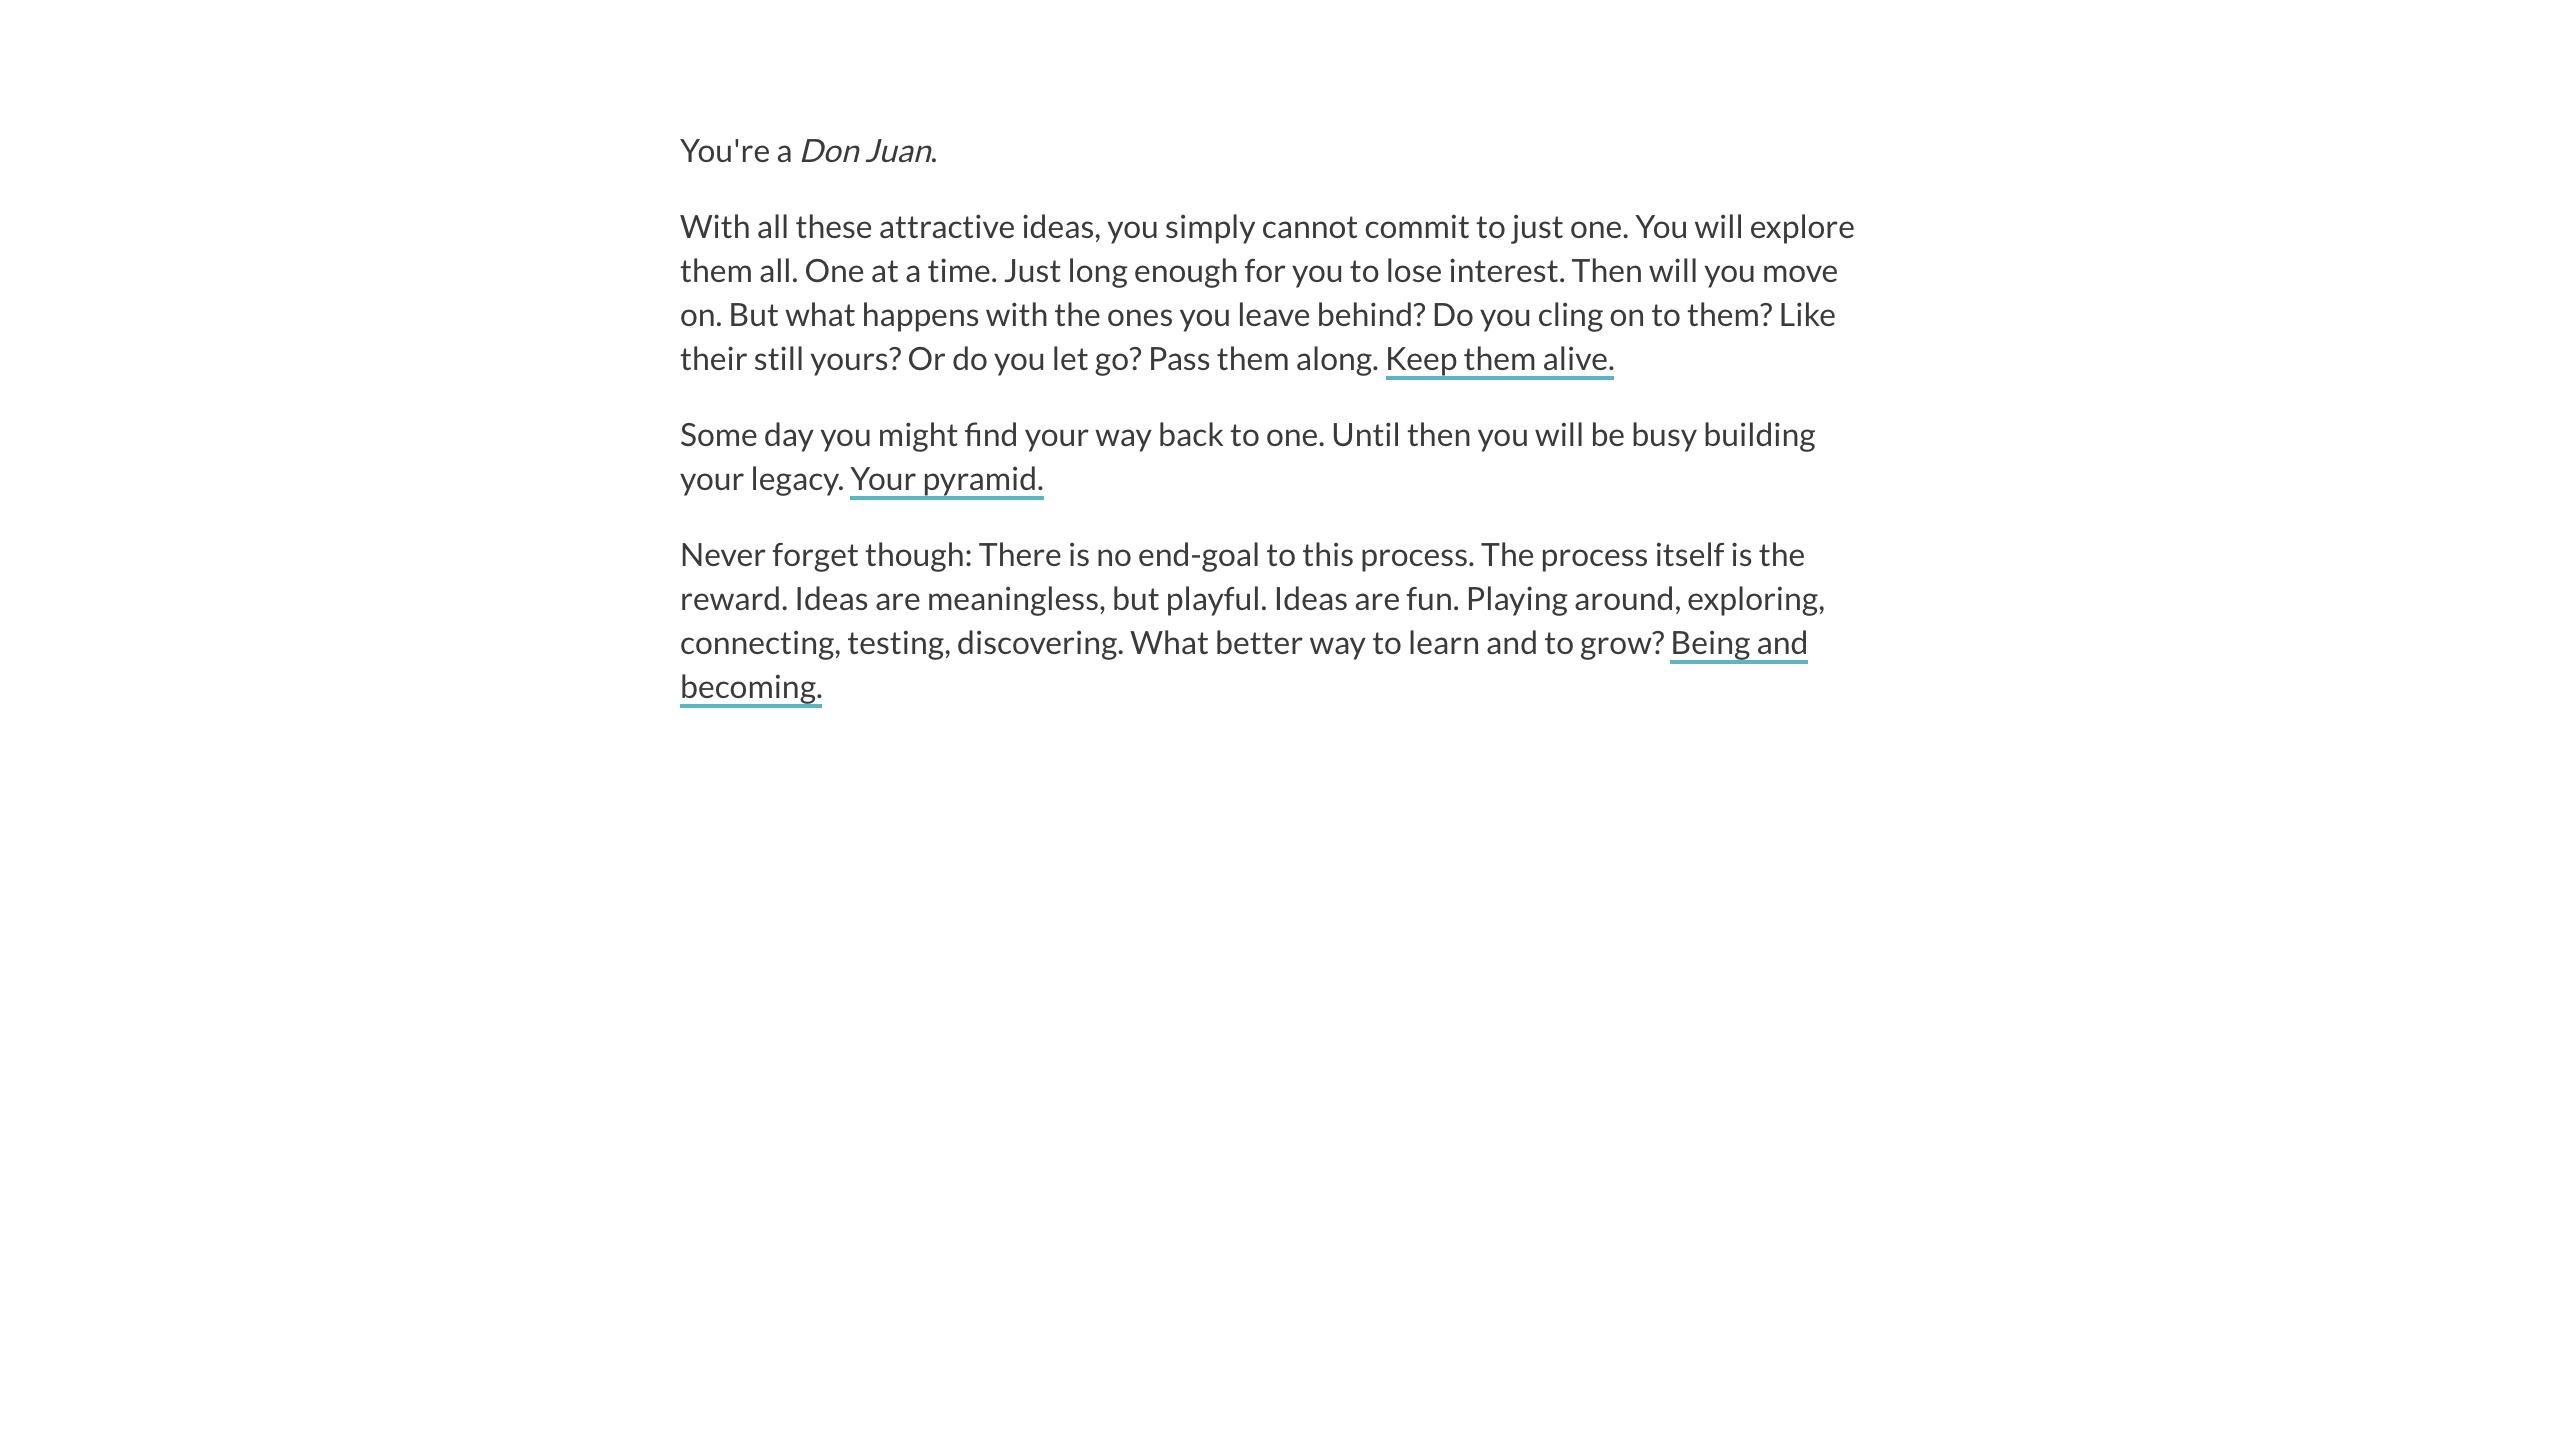 You're a Don Juan.
With all these attractive ideas, you simply cannot commit to just one. You will explore
them all. One at a time. Just long enough for you to lose interest. Then will you move
on. But what happens with the ones you leave behind? Do you cling on to them? Like
their still yours? Or do you let go? Pass them along. Keep them alive.
Some day you might find your way back to one. Until then you will be busy building
your legacy. Your pyramid.
Never forget though: There is no end-goal to this process. The process itself is the
reward. Ideas are meaningless, but playful. Ideas are fun. Playing around, exploring,
connecting, testing, discovering. What better way to learn and to grow? Being and
becoming.